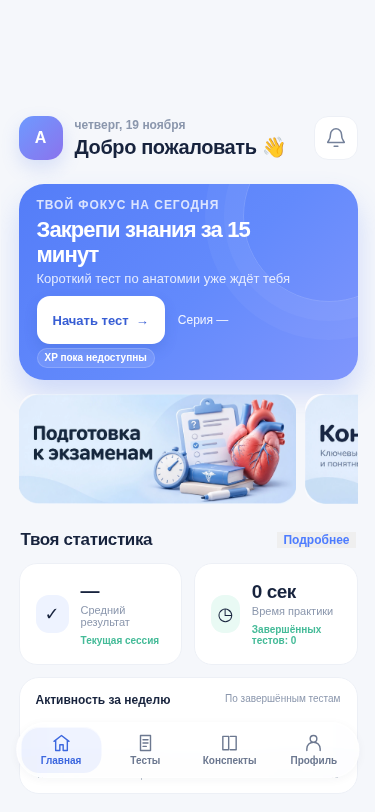 А
четверг, 19 ноября
Добро пожаловать 👋
ТВОЙ ФОКУС НА СЕГОДНЯ
Закрепи знания за 15
минут
Короткий тест по анатомии уже ждёт тебя
Начать тест →
Серия —
XP пока недоступны
Подготовка
к экзаменам
Ключевы
и понятн
Твоя статистика
Подробнее
—
Средний
результат
Текущая сессия
0 сек
Время практики
Завершённых
тестов: 0
Активность за неделю
По завершённым тестам
Главная
Тесты
Конспекты
Профиль